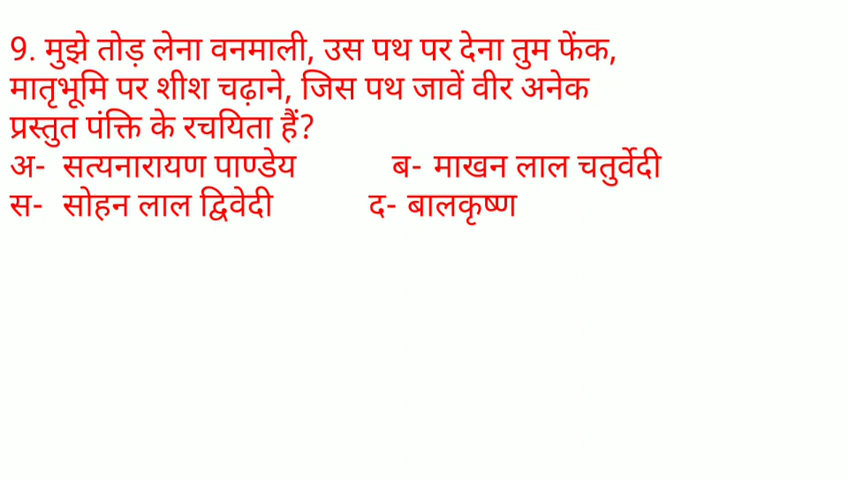 9. मुझे तोड़ लेना वनमाली, उस पथ पर देना तुम फेंक,
मातृभूमि पर शीश चढ़ाने, जिस पथ जावें वीर अनेक
प्रस्तुत पंक्ति के रचयिता हैं?
अ- सत्यनारायण पाण्डेय ब- माखन लाल चतुर्वेदी
स- सोहन लाल द्विवेदी द- बालकृष्ण